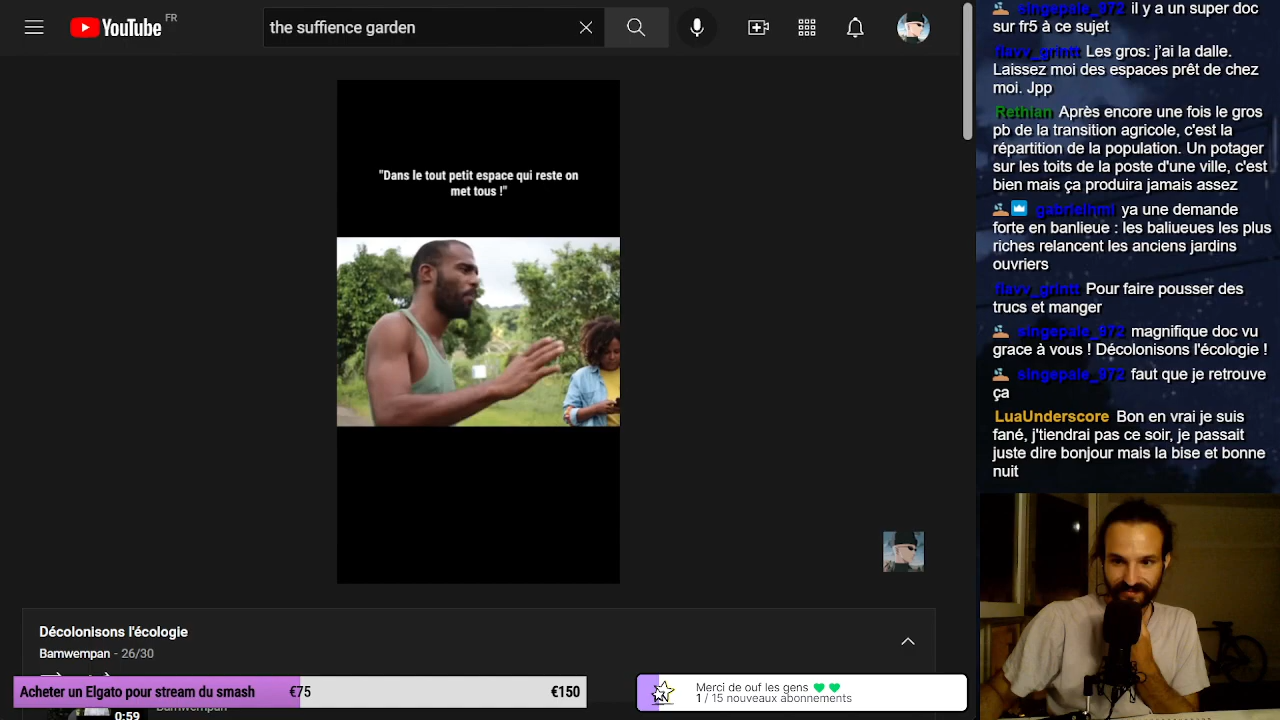 YouTube FR
the suffience garden
"Dans le tout petit espace qui reste on
met tous !"
Décolonisons l'écologie
Bamwempan - 26/30
Bamwempan
0:59
Acheter un Elgato pour stream du smash €75 €150
Merci de ouf les gens 💚💚
1 / 15 nouveaux abonnements
singepale_972 il y a un super doc
sur fr5 à ce sujet
flavv_grintt Les gros: j'ai la dalle.
Laissez moi des espaces prêt de chez
moi. Jpp
Rethlan Après encore une fois le gros
pb de la transition agricole, c'est la
répartition de la population. Un potager
sur les toits de la poste d'une ville, c'est
bien mais ça produira jamais assez
gabrielnml ya une demande
forte en banlieue : les baliueues les plus
riches relancent les anciens jardins
ouvriers
flavv_grintt Pour faire pousser des
trucs et manger
singepale_972 magnifique doc vu
grace à vous ! Décolonisons l'écologie !
singepale_972 faut que je retrouve
ça
LuaUnderscore Bon en vrai je suis
fané, j'tiendrai pas ce soir, je passait
juste dire bonjour mais la bise et bonne
nuit